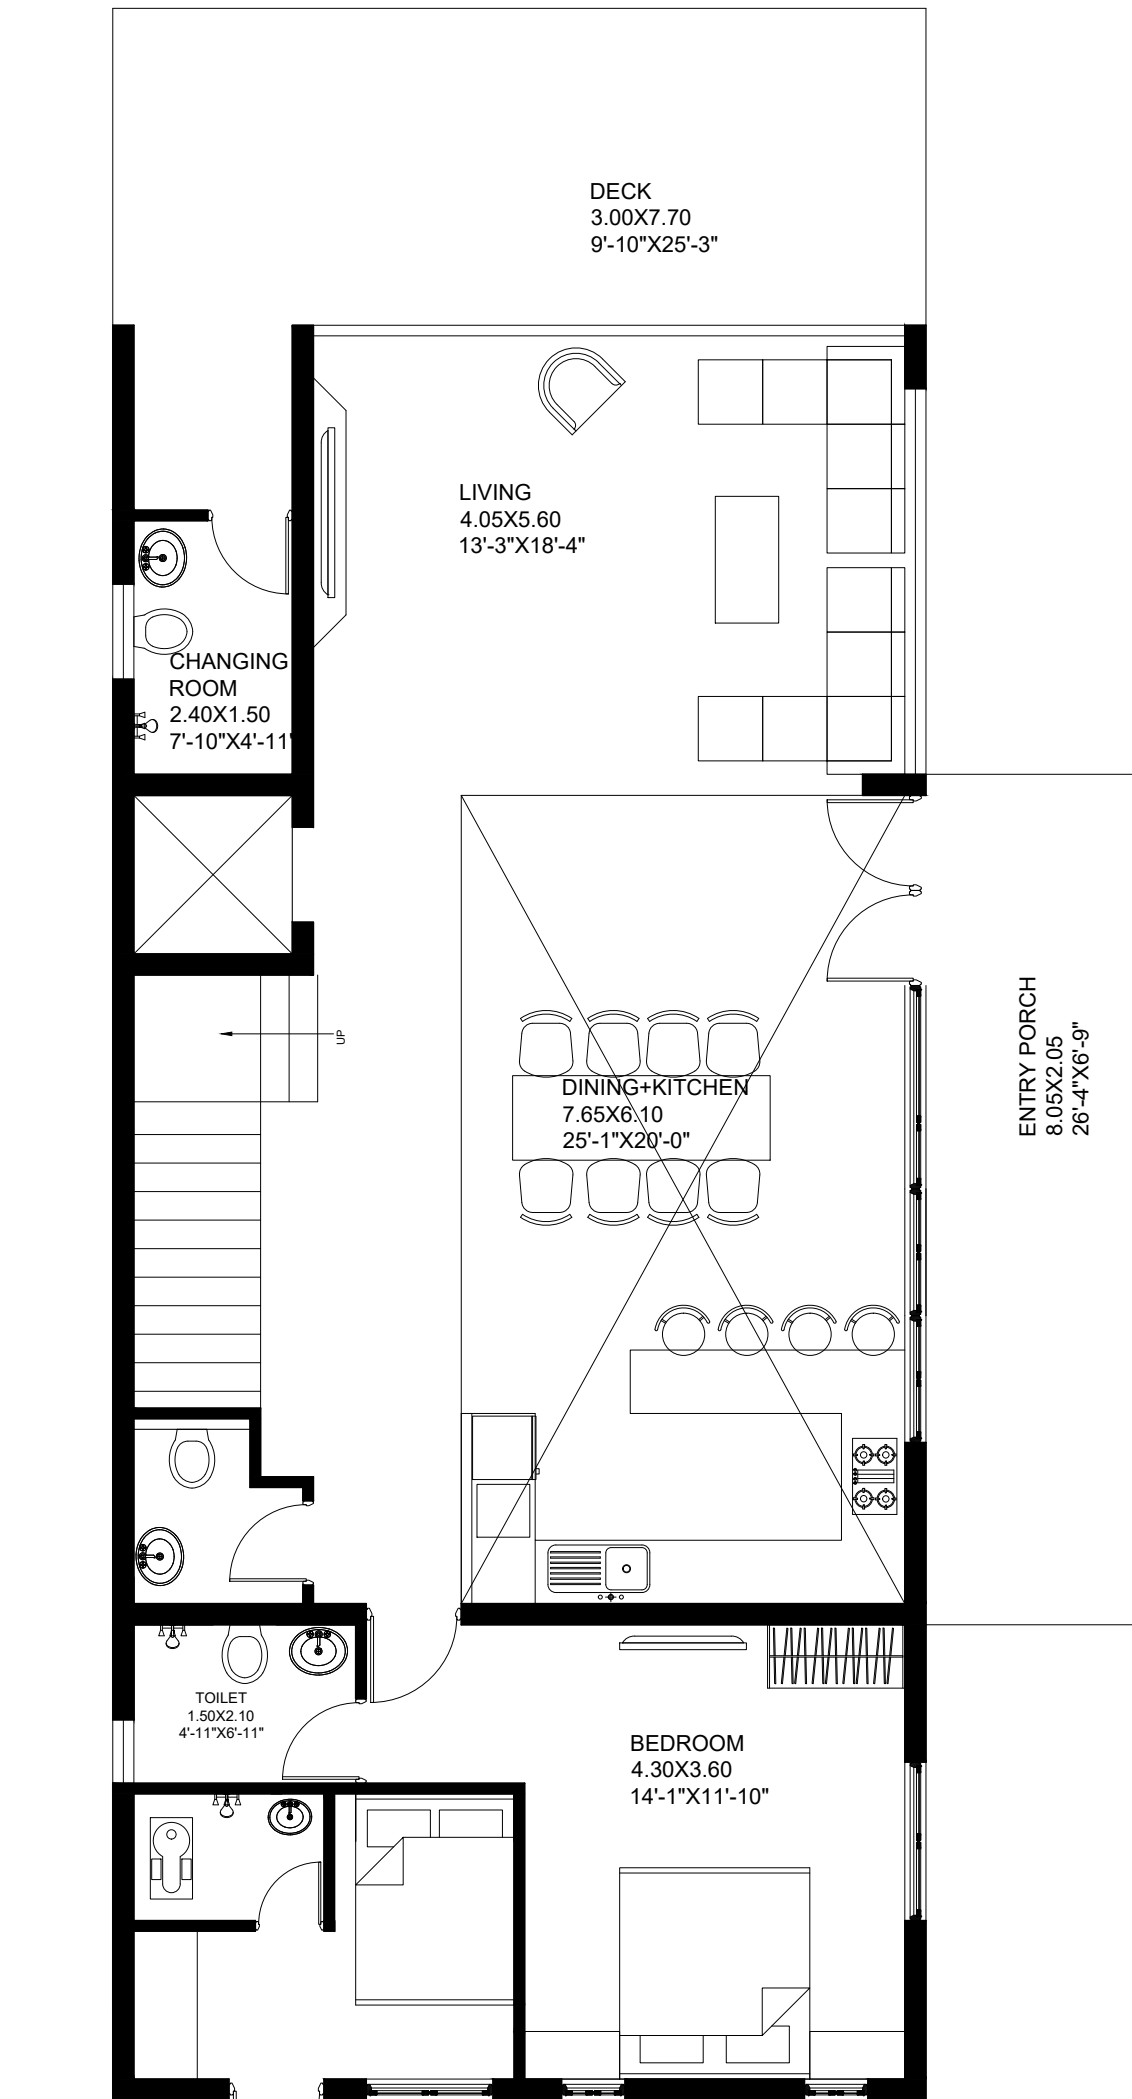 DECK
3.00X7.70
9'-10"X25'-3"
LIVING
4.05X5.60
13'-3"X18'-4"
CHANGING
ROOM
2.40X1.50
7'-10"X4'-11"
UP
ENTRY PORCH
8.05X2.05
26'-4"X6'-9"
DINING+KITCHEN
7.65X6.10
25'-1"X20'-0"
TOILET
1.50X2.10
4'-11"X6'-11"
BEDROOM
4.30X3.60
14'-1"X11'-10"